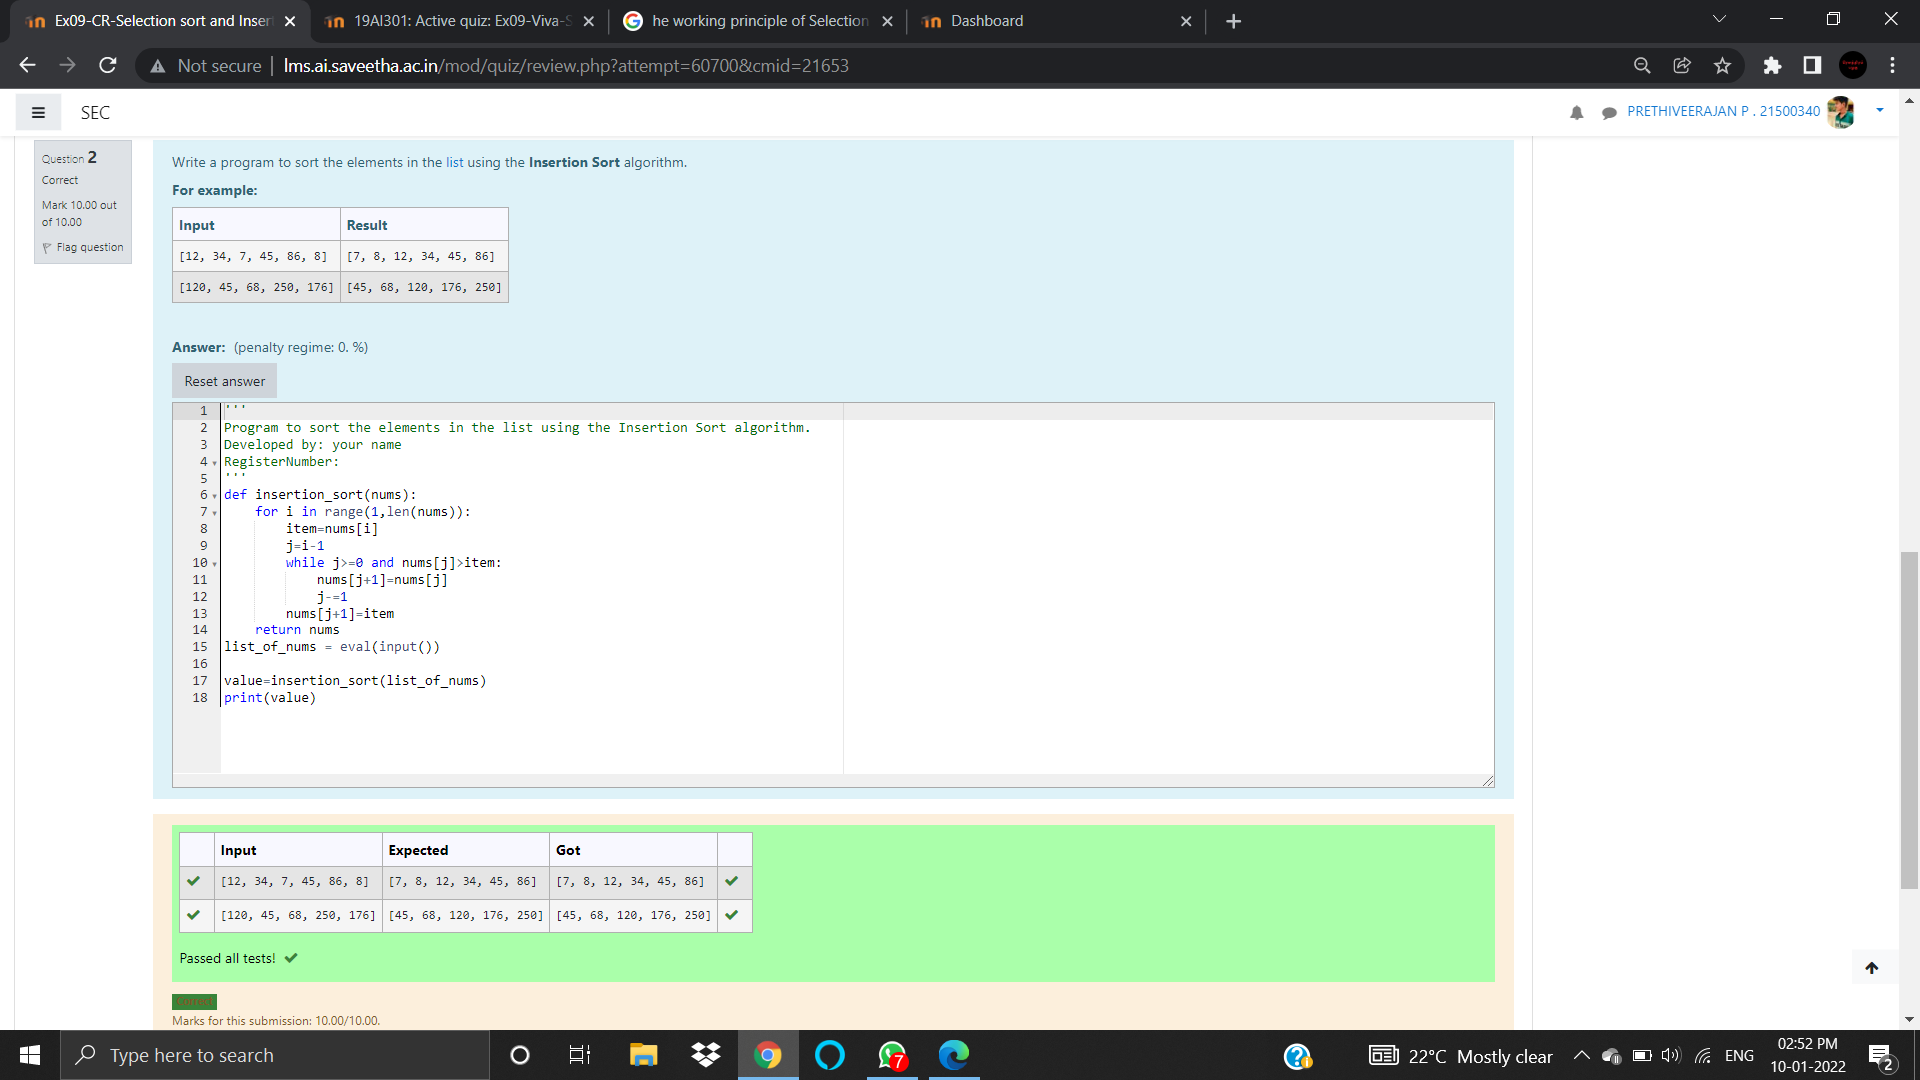 Ex09-CR-Selection sort and Inser
19AI301: Active quiz: Ex09-Viva-S
he working principle of Selection
Dashboard
Not secure | lms.ai.saveetha.ac.in/mod/quiz/review.php?attempt=60700&cmid=21653
SEC
PRETHIVEERAJAN P . 21500340
Question 2
Correct
Mark 10.00 out
of 10.00
Flag question
Write a program to sort the elements in the list using the Insertion Sort algorithm.
For example:
Input Result
[12, 34, 7, 45, 86, 8] [7, 8, 12, 34, 45, 86]
[120, 45, 68, 250, 176] [45, 68, 120, 176, 250]
Answer: (penalty regime: 0. %)
Reset answer
1 '''
2 Program to sort the elements in the list using the Insertion Sort algorithm.
3 Developed by: your name
4 RegisterNumber:
5 '''
6 def insertion_sort(nums):
7     for i in range(1,len(nums)):
8         item=nums[i]
9         j=i-1
10         while j>=0 and nums[j]>item:
11             nums[j+1]=nums[j]
12             j-=1
13         nums[j+1]=item
14     return nums
15 list_of_nums = eval(input())
16
17 value=insertion_sort(list_of_nums)
18 print(value)
Input Expected Got
[12, 34, 7, 45, 86, 8] [7, 8, 12, 34, 45, 86] [7, 8, 12, 34, 45, 86]
[120, 45, 68, 250, 176] [45, 68, 120, 176, 250] [45, 68, 120, 176, 250]
Passed all tests!
Correct
Marks for this submission: 10.00/10.00.
Type here to search
7
22°C Mostly clear
ENG
02:52 PM
10-01-2022
2